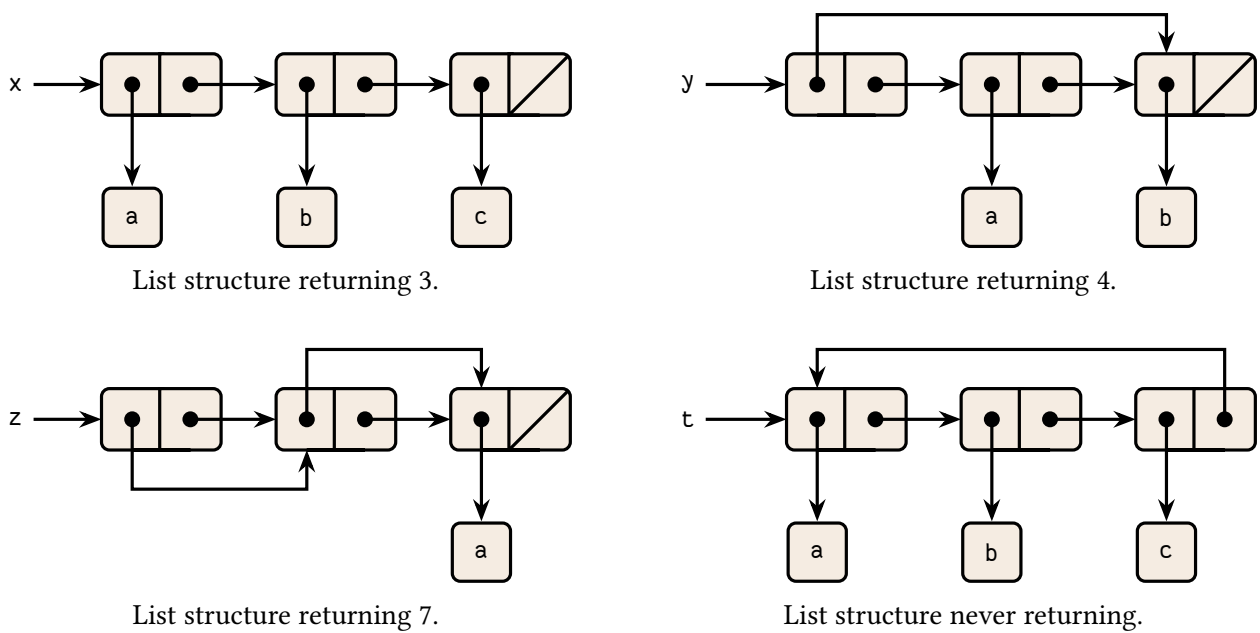 x
a
b
c
List structure returning 3.
y
a
b
List structure returning 4.
z
a
List structure returning 7.
t
a
b
c
List structure never returning.